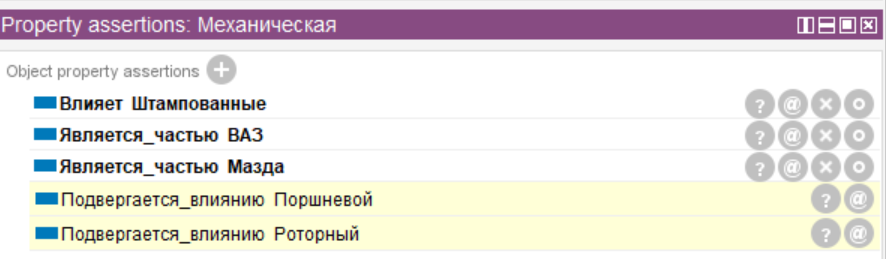 Property assertions: Механическая
Object property assertions
Влияет Штампованные
Является_частью ВАЗ
Является_частью Мазда
Подвергается_влиянию Поршневой
Подвергается_влиянию Роторный